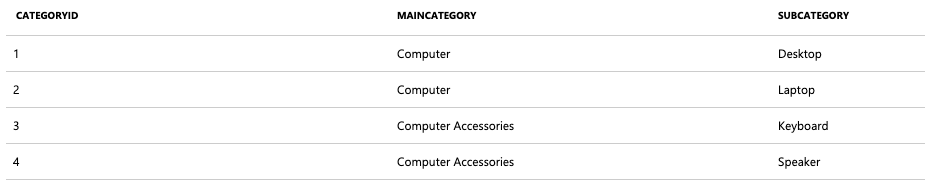 CATEGORYID MAINCATEGORY SUBCATEGORY
1 Computer Desktop
2 Computer Laptop
3 Computer Accessories Keyboard
4 Computer Accessories Speaker